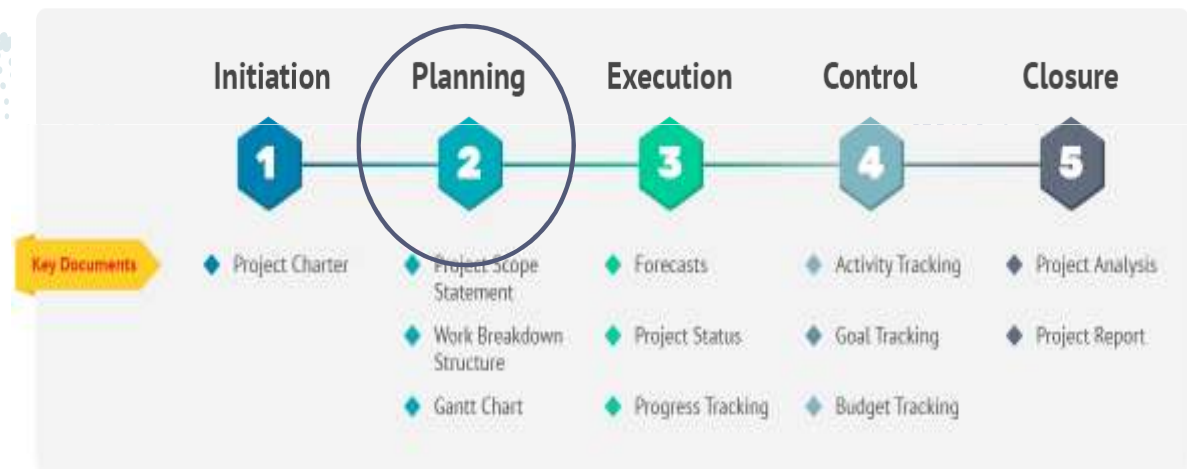 Initiation
Planning
Execution
Control
Closure
1
2
3
4
5
Key Documents
Project Charter
Project Scope
Statement
Work Breakdown
Structure
Gantt Chart
Forecasts
Project Status
Progress Tracking
Activity Tracking
Goal Tracking
Budget Tracking
Project Analysis
Project Report